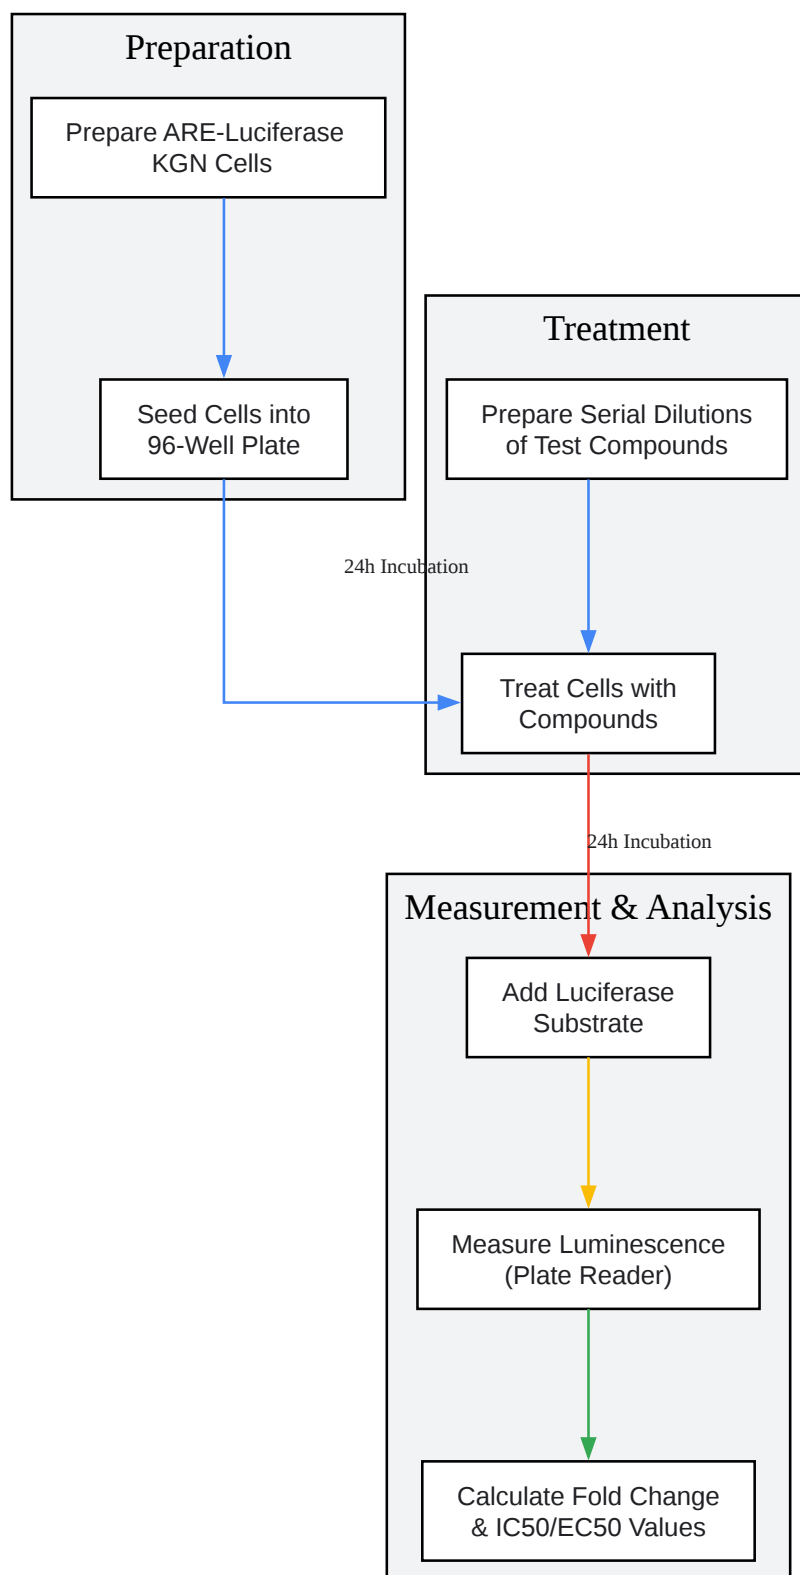 Preparation
Prepare ARE-Luciferase
KGN Cells
Seed Cells into
96-Well Plate
24h Incubation
Treatment
Prepare Serial Dilutions
of Test Compounds
Treat Cells with
Compounds
24h Incubation
Measurement & Analysis
Add Luciferase
Substrate
Measure Luminescence
(Plate Reader)
Calculate Fold Change
& IC50/EC50 Values